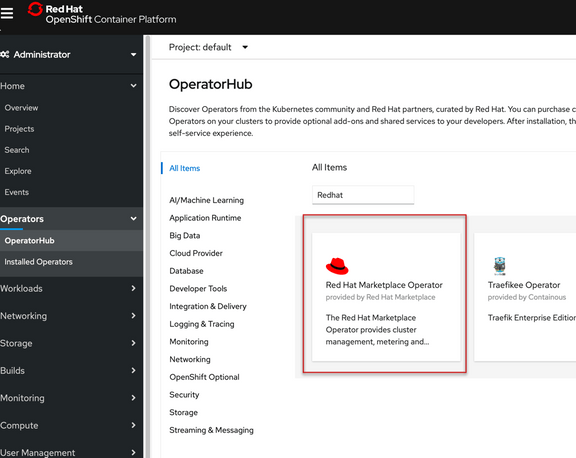 Red Hat
OpenShift Container Platform
Administrator
Home
Overview
Projects
Search
Explore
Events
Operators
OperatorHub
Installed Operators
Workloads
Networking
Storage
Builds
Monitoring
Compute
User Management
Project: default
OperatorHub
Discover Operators from the Kubernetes community and Red Hat partners, curated by Red Hat. You can purchase c
Operators on your clusters to provide optional add-ons and shared services to your developers. After installation, th
self-service experience.
All Items
AI/Machine Learning
Application Runtime
Big Data
Cloud Provider
Database
Developer Tools
Integration & Delivery
Logging & Tracing
Monitoring
Networking
OpenShift Optional
Security
Storage
Streaming & Messaging
All Items
Redhat
Red Hat Marketplace Operator
provided by Red Hat Marketplace
The Red Hat Marketplace
Operator provides cluster
management, metering and...
Traefikee Operator
provided by Containous
Traefik Enterprise Edition